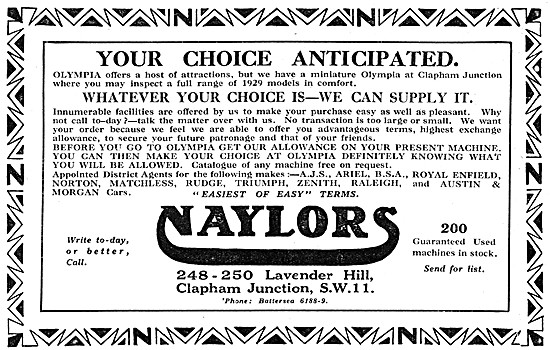 YOUR CHOICE ANTICIPATED.
OLYMPIA offers a host of attractions, but we have a miniature Olympia at Clapham Junction
where you may inspect a full range of 1929 models in comfort.
WHATEVER YOUR CHOICE IS—WE CAN SUPPLY IT.
Innumerable facilities are offered by us to make your purchase easy as well as pleasant. Why
not call to-day?—talk the matter over with us. No transaction is too large or small. We want
your order because we feel we are able to offer you advantageous terms, highest exchange
allowance, to secure your future patronage and that of your friends.
BEFORE YOU GO TO OLYMPIA GET OUR ALLOWANCE ON YOUR PRESENT MACHINE.
YOU CAN THEN MAKE YOUR CHOICE AT OLYMPIA DEFINITELY KNOWING WHAT
YOU WILL BE ALLOWED. Catalogue of any machine free on request.
Appointed District Agents for the following makes :—A.J.S., ARIEL, B.S.A., ROYAL ENFIELD,
NORTON, MATCHLESS, RUDGE, TRIUMPH, ZENITH, RALEIGH, and AUSTIN &
MORGAN Cars. "EASIEST OF EASY" TERMS.
NAYLORS
Write to-day,
or better,
Call.
200
Guaranteed Used
machines in stock.
Send for list.
248-250 Lavender Hill,
Clapham Junction, S.W.11.
'Phone: Battersea 6188-9.